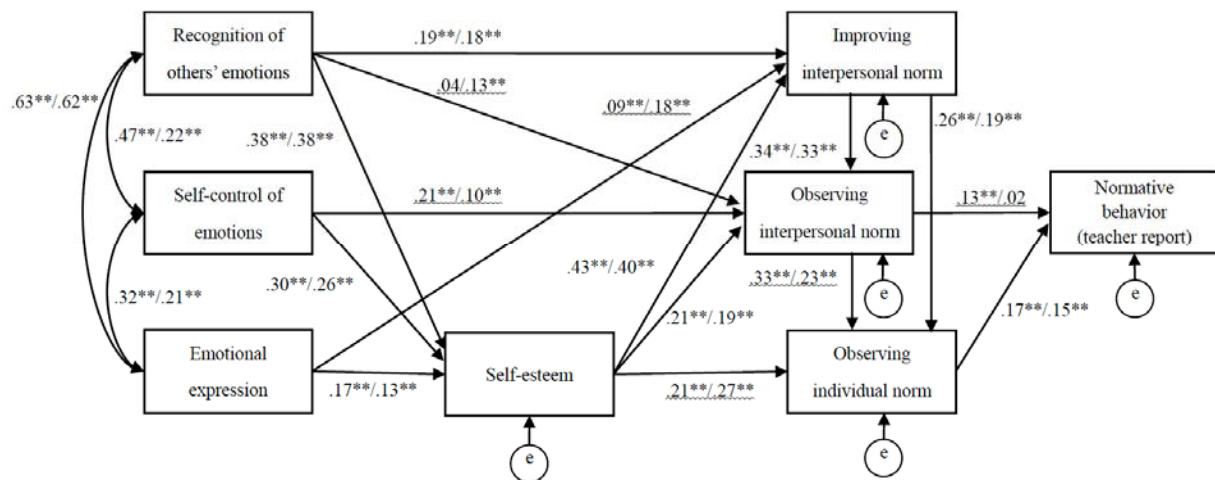 Recognition of
others’ emotions
Improving
interpersonal norm
.19**/.18**
.04/.13**
.09**/.18**
.63**/.62**
.47**/.22**
.38**/.38**
e
.26**/.19**
.34**/.33**
Self-control of
emotions
.21**/.10**
Observing
interpersonal norm
.13**/.02
Normative
behavior
(teacher report)
.32**/.21**
.30**/.26**
.43**/.40**
.33**/.23**
e
e
.21**/.19**
.17**/.15**
Emotional
expression
.17**/.13**
Self-esteem
.21**/.27**
Observing
individual norm
e
e